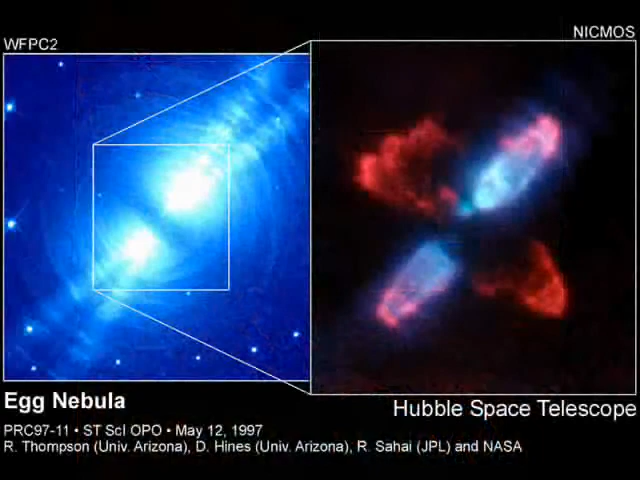 WFPC2
NICMOS
Egg Nebula
Hubble Space Telescope
PRC97-11 • ST ScI OPO • May 12, 1997
R. Thompson (Univ. Arizona), D. Hines (Univ. Arizona), R. Sahai (JPL) and NASA